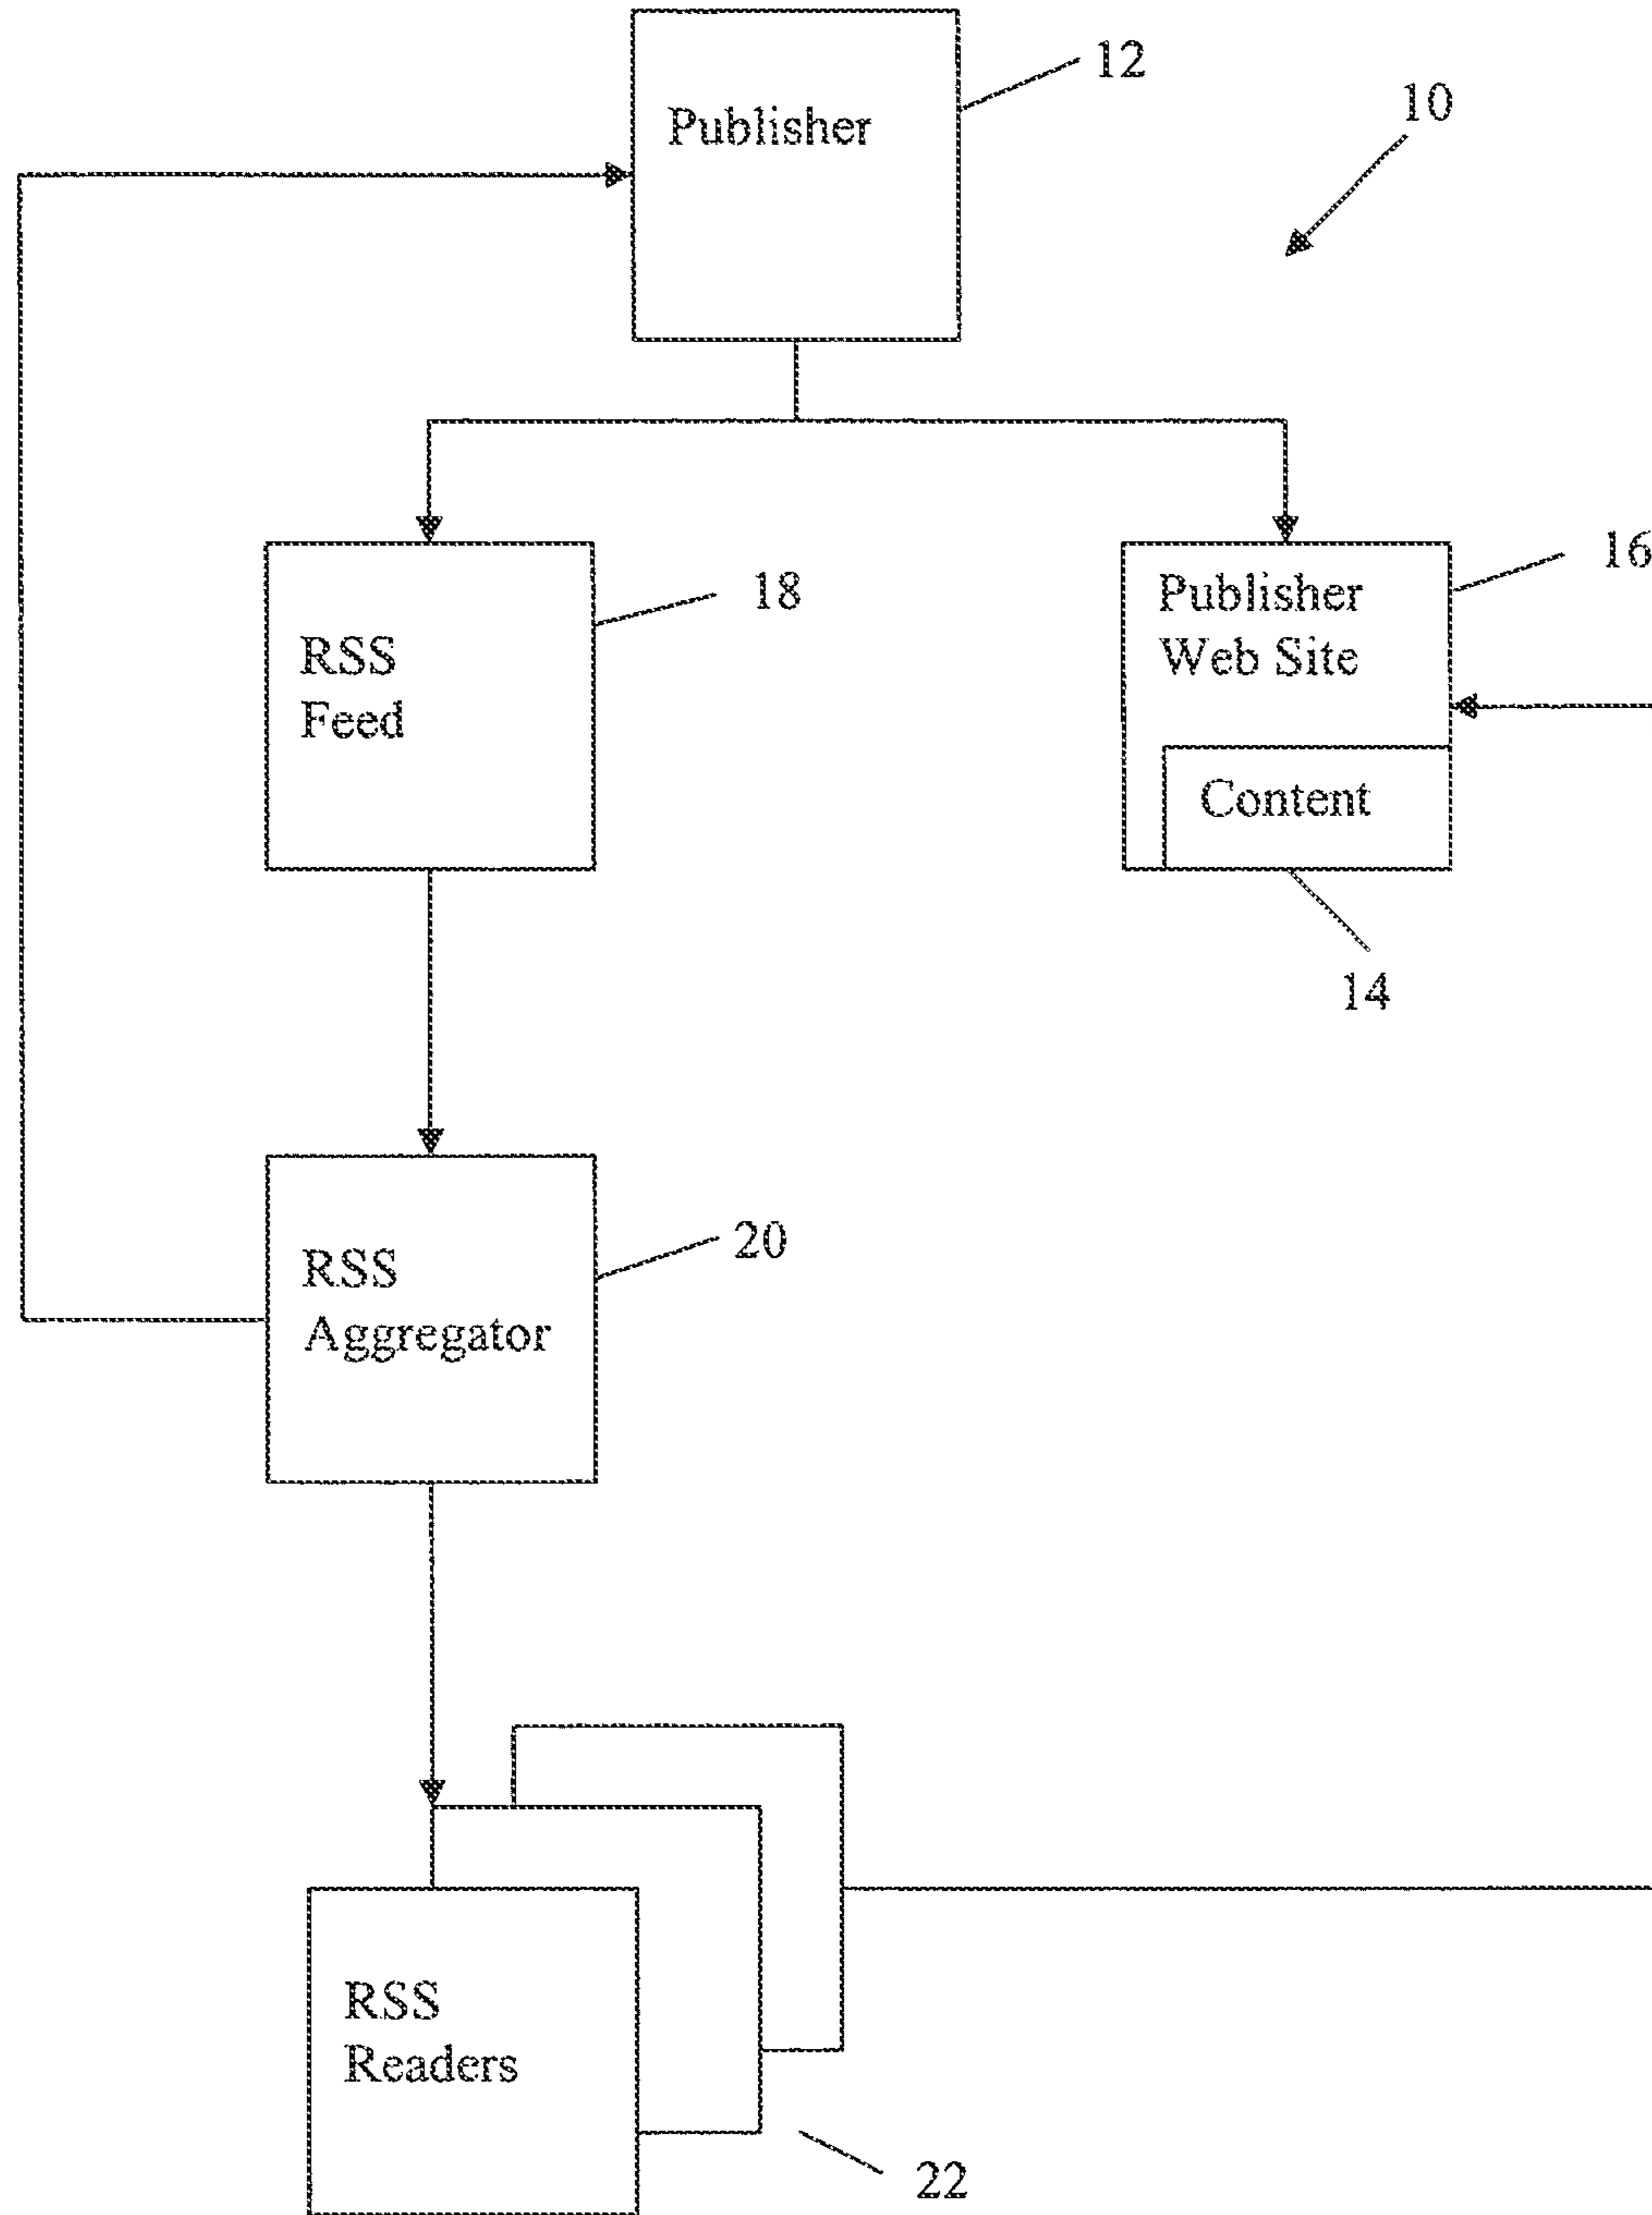 12
Publisher
10
16
18
Publisher
Web Site
RSS
Feed
Content
14
20
RSS
Aggregator
RSS
Readers
22